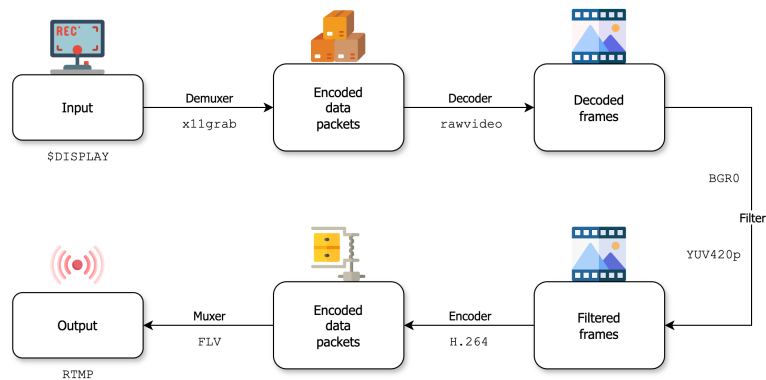 REC
Input
$DISPLAY
Demuxer
x11grab
Encoded
data
packets
Decoder
rawvideo
Decoded
frames
BGR0
Filter
YUV420p
Filtered
frames
Encoder
H.264
Encoded
data
packets
Muxer
FLV
Output
RTMP